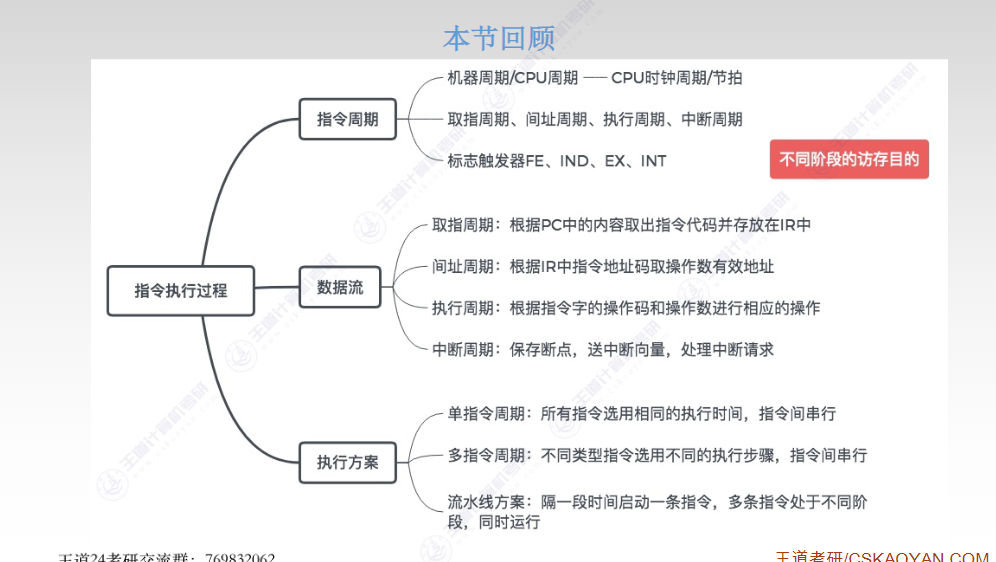 本节回顾
机器周期/CPU周期 —— CPU时钟周期/节拍
指令周期
取指周期、间址周期、执行周期、中断周期
标志触发器FE、IND、EX、INT
不同阶段的访存目的
取指周期：根据PC中的内容取出指令代码并存放在IR中
间址周期：根据IR中指令地址码取操作数有效地址
指令执行过程
数据流
执行周期：根据指令字的操作码和操作数进行相应的操作
中断周期：保存断点，送中断向量，处理中断请求
单指令周期：所有指令选用相同的执行时间，指令间串行
执行方案
多指令周期：不同类型指令选用不同的执行步骤，指令间串行
流水线方案：隔一段时间启动一条指令，多条指令处于不同阶
段，同时运行
王道24考研交流群：769832062
王道考研/CSKAOYAN.COM
王道计算机考研